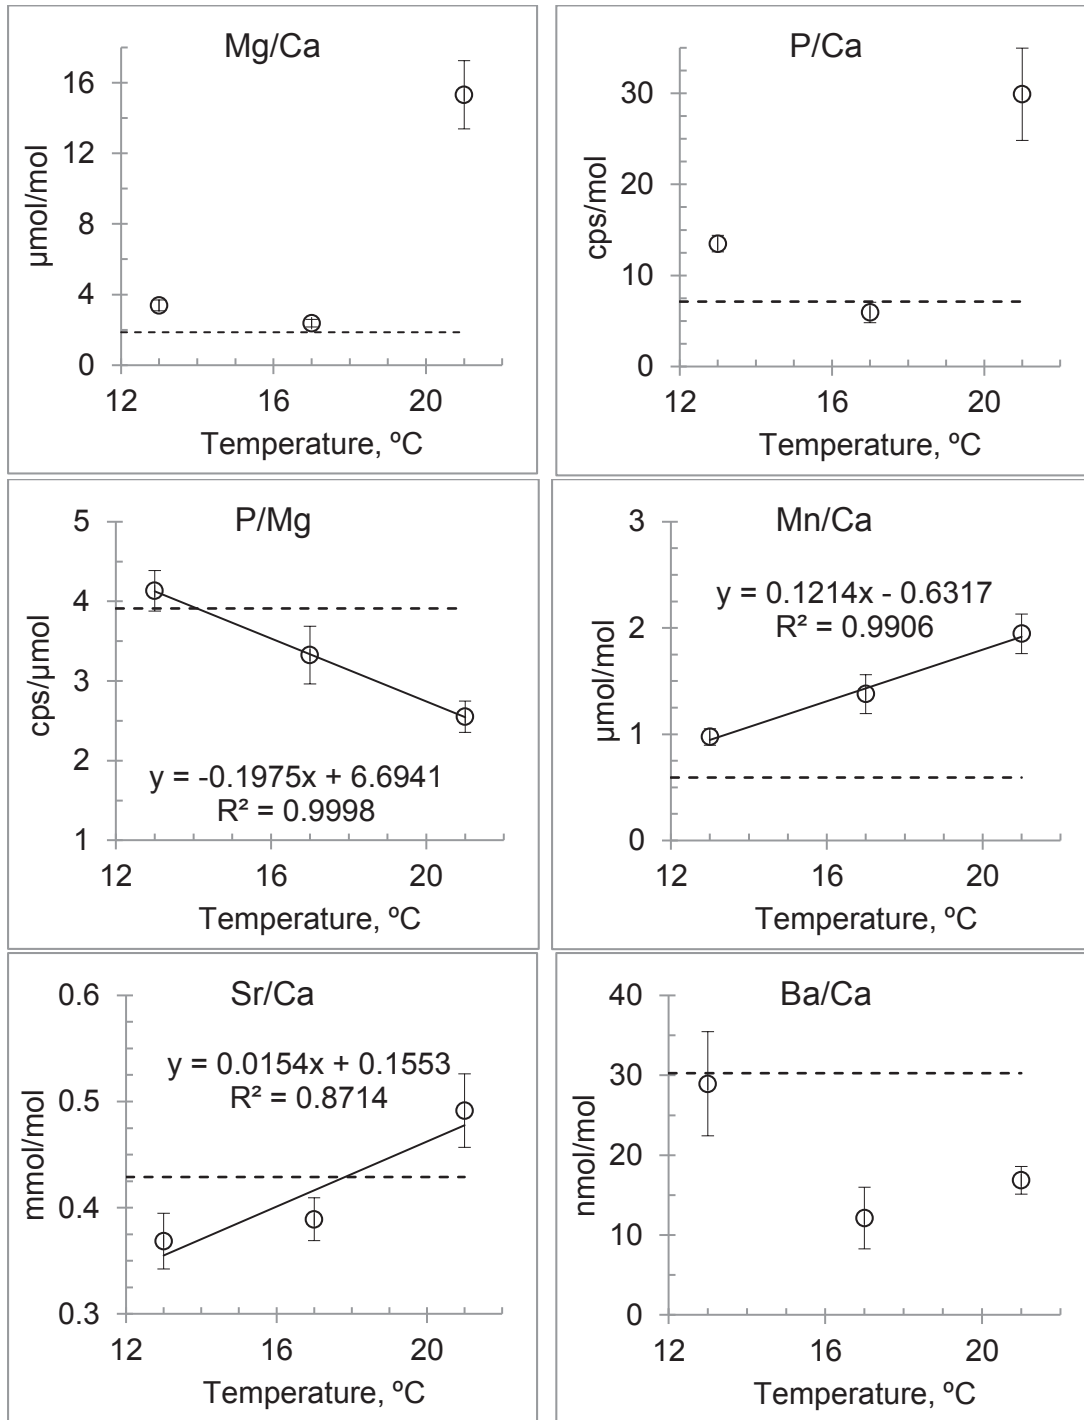 Mg/Ca
16
12
8
4
0
µmol/mol
12
16
20
Temperature, ºC
P/Ca
30
20
10
0
cps/mol
12
16
20
Temperature, ºC
P/Mg
5
4
3
2
1
cps/µmol
y = -0.1975x + 6.6941
R² = 0.9998
12
16
20
Temperature, ºC
Mn/Ca
3
2
1
0
µmol/mol
y = 0.1214x - 0.6317
R² = 0.9906
12
16
20
Temperature, ºC
Sr/Ca
0.6
0.5
0.4
0.3
mmol/mol
y = 0.0154x + 0.1553
R² = 0.8714
12
16
20
Temperature, ºC
Ba/Ca
40
30
20
10
0
nmol/mol
12
16
20
Temperature, ºC